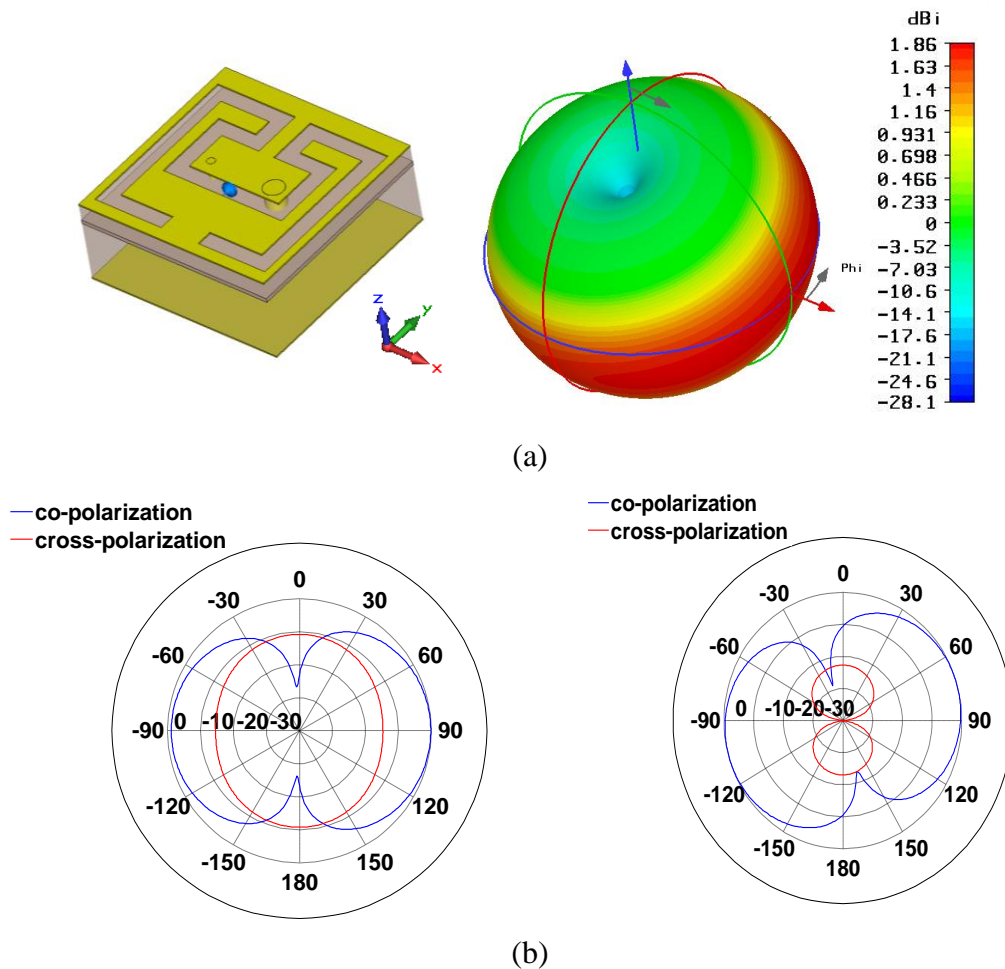 dBi
1.86
1.63
1.4
1.16
0.931
0.698
0.466
0.233
0
-3.52
-7.03
-10.6
-14.1
-17.6
-21.1
-24.6
-28.1
Phi
z
y
x
(a)
co-polarization
cross-polarization
0
-30 30
-60 60
-90 0 -10 -20 -30 90
-120 120
-150 150
180
co-polarization
cross-polarization
0
-30 30
-60 60
-90 0 -10 -20 -30 90
-120 120
-150 150
180
(b)